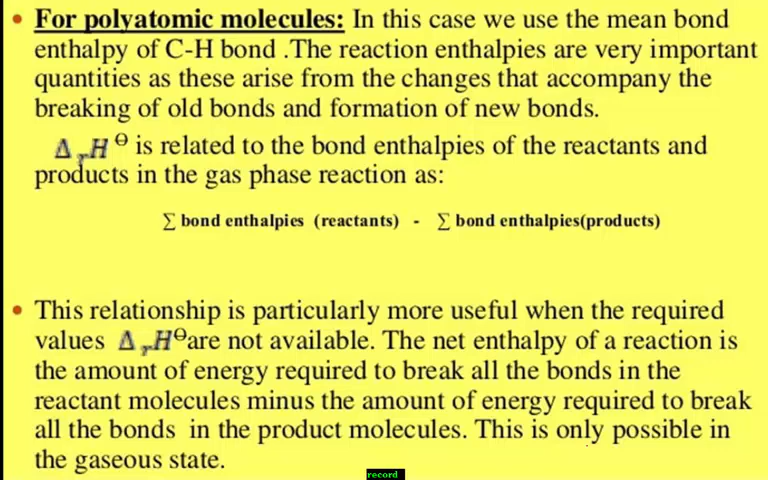 • For polyatomic molecules: In this case we use the mean bond
enthalpy of C-H bond .The reaction enthalpies are very important
quantities as these arise from the changes that accompany the
breaking of old bonds and formation of new bonds.
Δ ᵣH ᶱ is related to the bond enthalpies of the reactants and
products in the gas phase reaction as:
∑ bond enthalpies (reactants) - ∑ bond enthalpies(products)
• This relationship is particularly more useful when the required
values Δ ᵣHᶱare not available. The net enthalpy of a reaction is
the amount of energy required to break all the bonds in the
reactant molecules minus the amount of energy required to break
all the bonds in the product molecules. This is only possible in
the gaseous state.
record